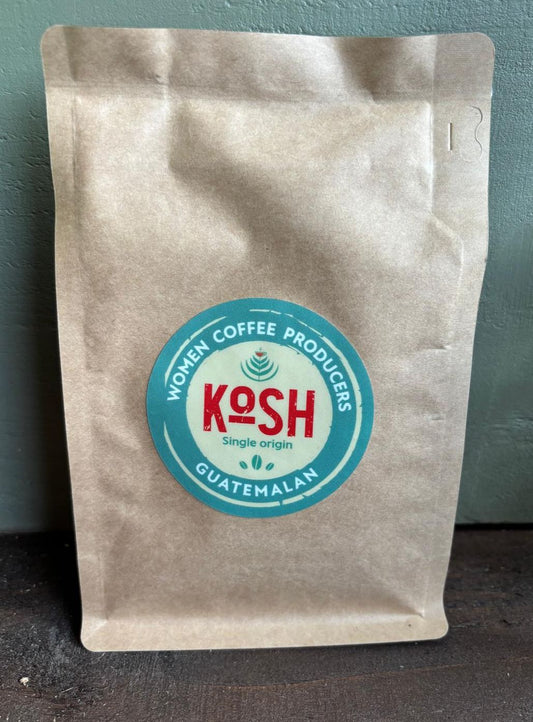 WOMEN COFFEE PRODUCERS
KoSH
Single origin
GUATEMALAN